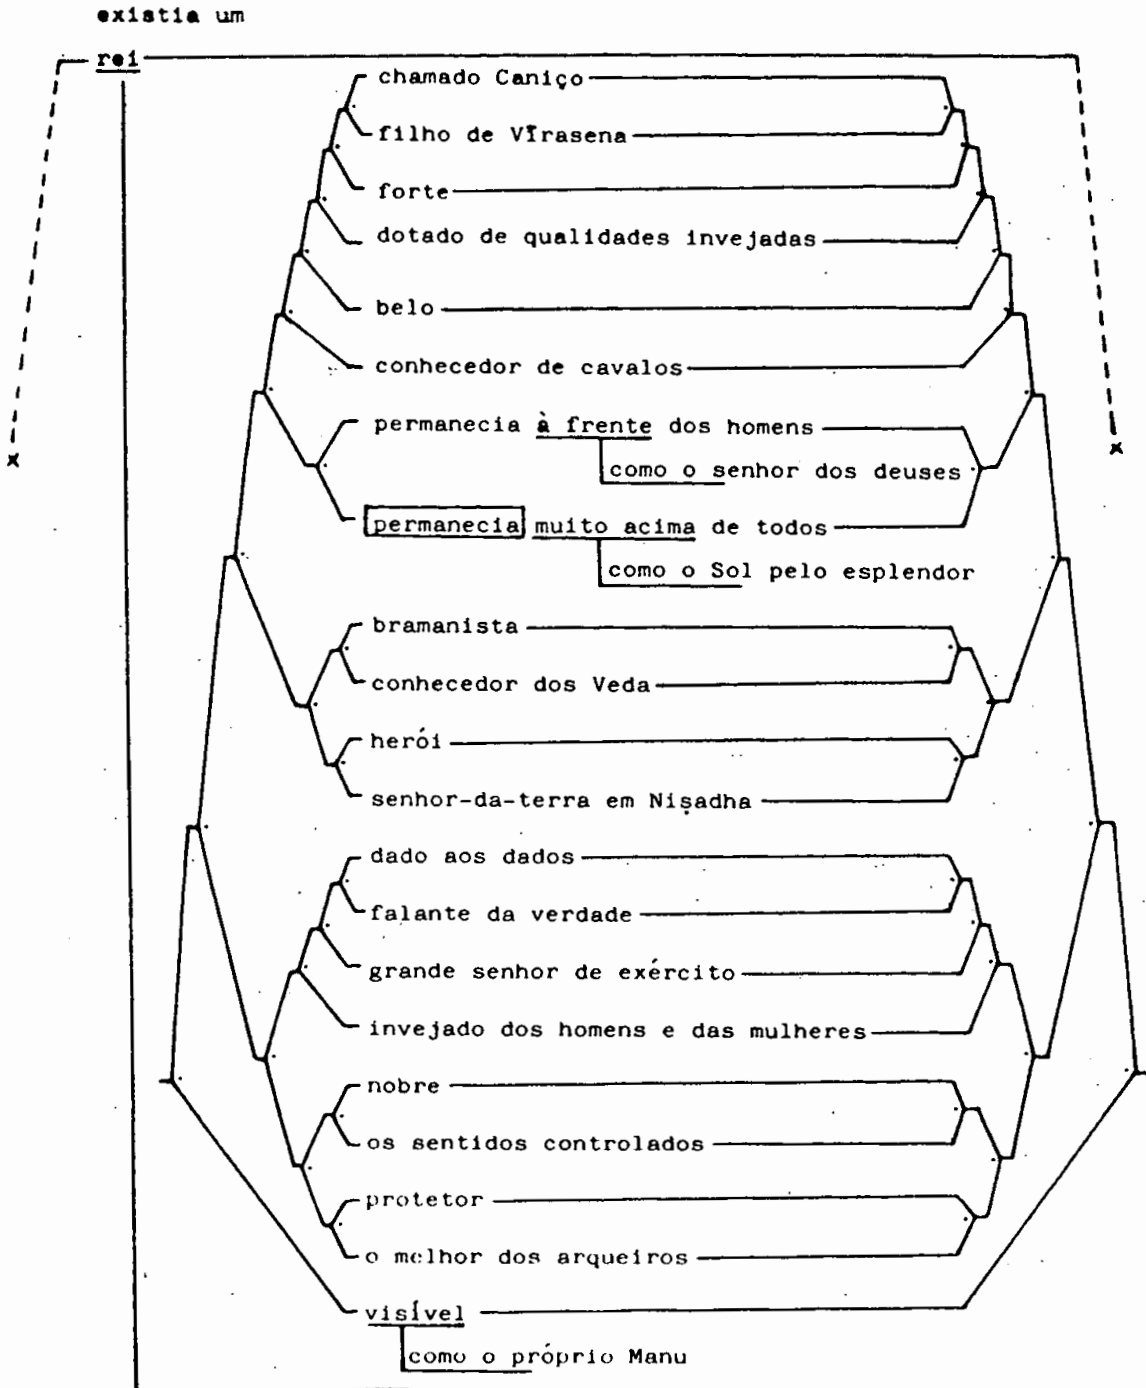 existia um
rei
chamado Caniço
filho de Vīrasena
forte
dotado de qualidades invejadas
belo
conhecedor de cavalos
permanecia à frente dos homens
como o senhor dos deuses
permanecia muito acima de todos
como o Sol pelo esplendor
bramanista
conhecedor dos Veda
herói
senhor-da-terra em Niṣadha
dado aos dados
falante da verdade
grande senhor de exército
invejado dos homens e das mulheres
nobre
os sentidos controlados
protetor
o melhor dos arqueiros
visível
como o próprio Manu
x
x